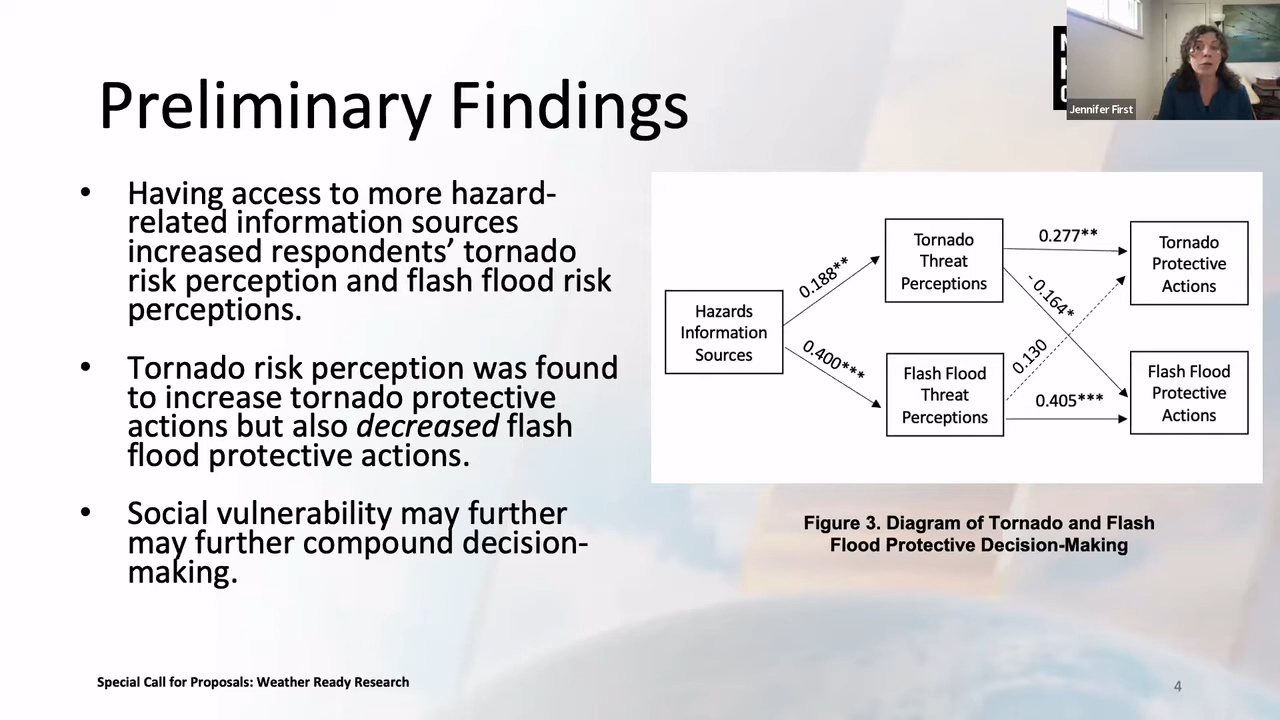 Preliminary Findings
Jennifer First
• Having access to more hazard-
related information sources
increased respondents’ tornado
risk perception and flash flood risk
perceptions.
• Tornado risk perception was found
to increase tornado protective
actions but also decreased flash
flood protective actions.
• Social vulnerability may further
may further compound decision-
making.
Hazards
Information
Sources
0.188**
0.400***
Tornado
Threat
Perceptions
Flash Flood
Threat
Perceptions
0.277**
- 0.164*
0.130
0.405***
Tornado
Protective
Actions
Flash Flood
Protective
Actions
Figure 3. Diagram of Tornado and Flash
Flood Protective Decision-Making
Special Call for Proposals: Weather Ready Research
4